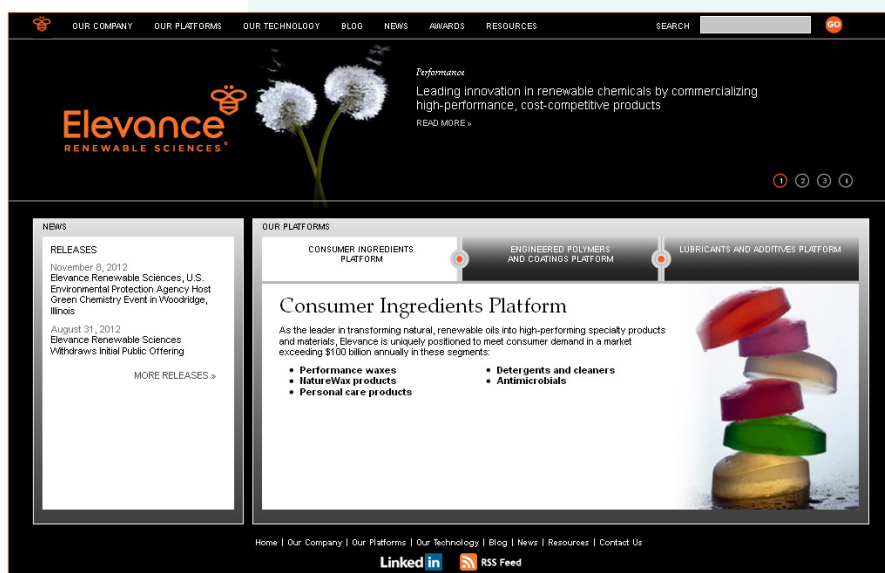 OUR COMPANY OUR PLATFORMS OUR TECHNOLOGY BLOG NEWS AWARDS RESOURCES SEARCH GO
Elevance
RENEWABLE SCIENCES®
Performance
Leading innovation in renewable chemicals by commercializing
high-performance, cost-competitive products
READ MORE »
1 2 3 4
NEWS
RELEASES
November 8, 2012
Elevance Renewable Sciences, U.S.
Environmental Protection Agency Host
Green Chemistry Event in Woodridge,
Illinois
August 31, 2012
Elevance Renewable Sciences
Withdraws Initial Public Offering
MORE RELEASES »
OUR PLATFORMS
CONSUMER INGREDIENTS
PLATFORM
ENGINEERED POLYMERS
AND COATINGS PLATFORM
LUBRICANTS AND ADDITIVES PLATFORM
Consumer Ingredients Platform
As the leader in transforming natural, renewable oils into high-performing specialty products
and materials, Elevance is uniquely positioned to meet consumer demand in a market
exceeding $100 billion annually in these segments:
• Performance waxes
• NatureWax products
• Personal care products
• Detergents and cleaners
• Antimicrobials
Home | Our Company | Our Platforms | Our Technology | Blog | News | Resources | Contact Us
Linked in RSS Feed